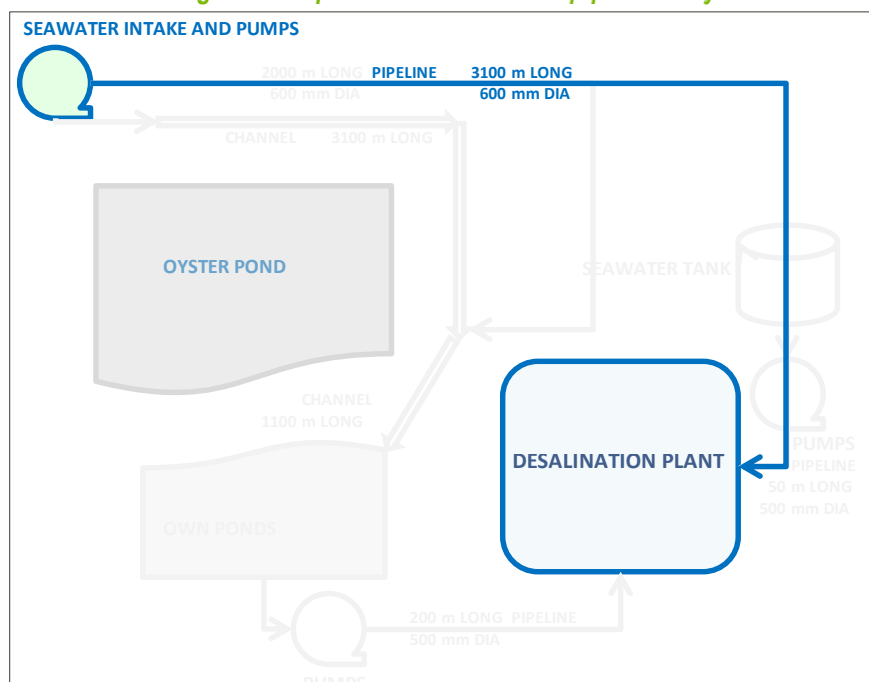 SEAWATER INTAKE AND PUMPS
2000 m LONG PIPELINE 3100 m LONG
600 mm DIA 600 mm DIA
CHANNEL 3100 m LONG
OYSTER POND
SEAWATER TANK
CHANNEL
1100 m LONG
DESALINATION PLANT
PUMPS
PIPELINE
50 m LONG
500 mm DIA
OWN PONDS
200 m LONG PIPELINE
500 mm DIA
PUMPS